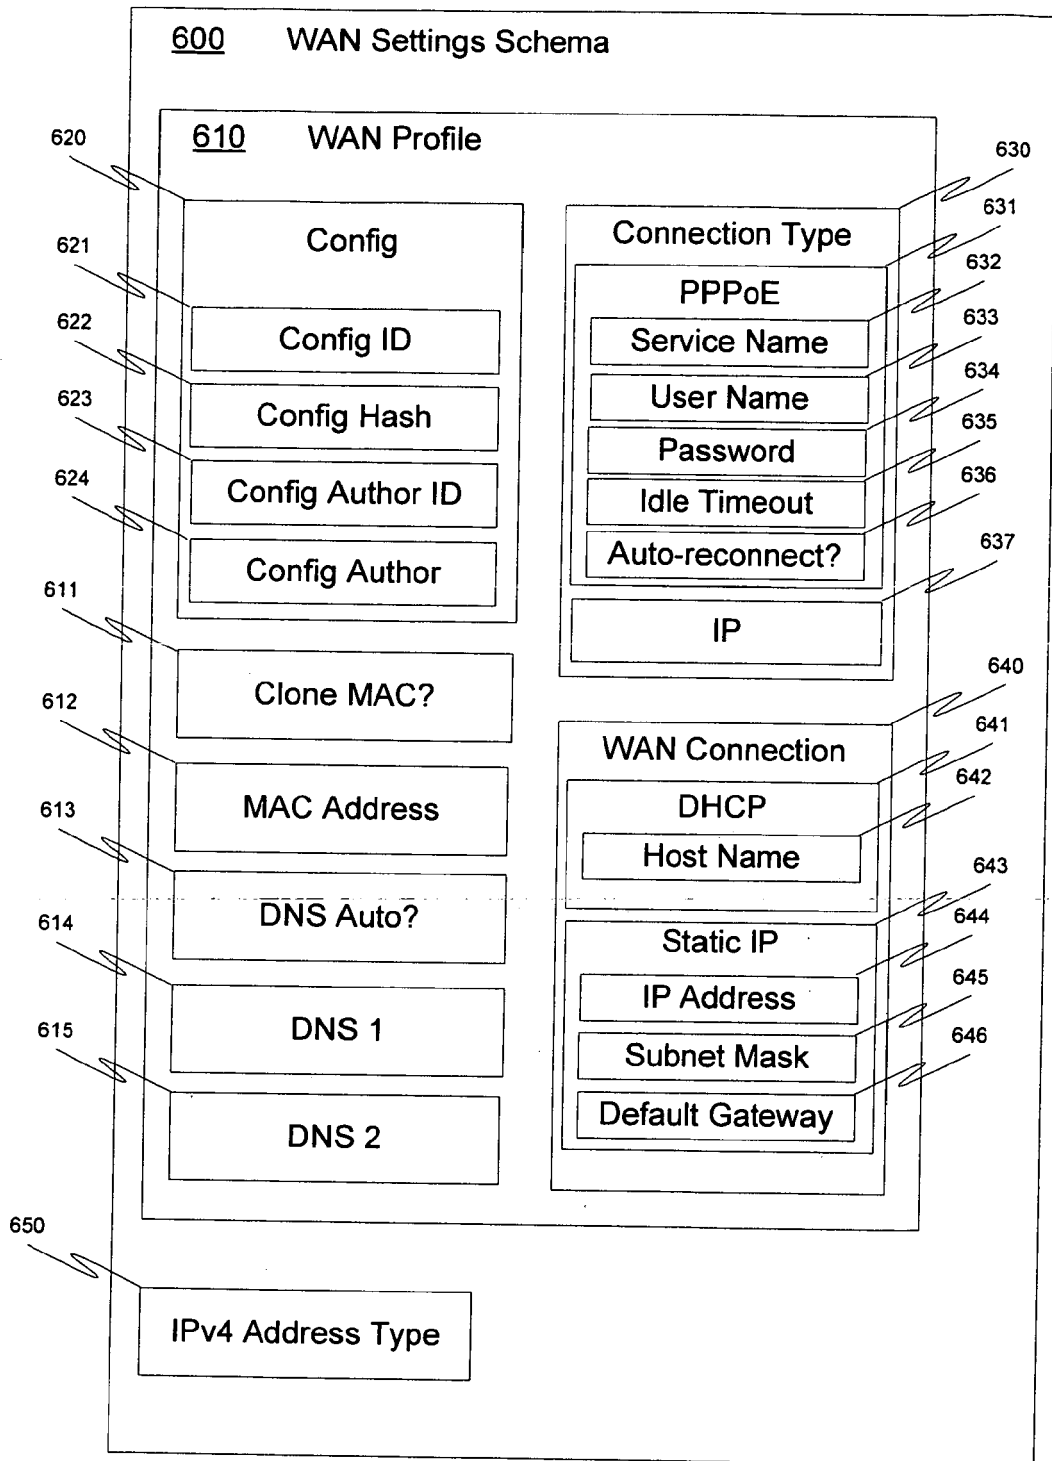 600 WAN Settings Schema
610 WAN Profile
620
Config
621
Config ID
622
Config Hash
623
Config Author ID
624
Config Author
611
Clone MAC?
612
MAC Address
613
DNS Auto?
614
DNS 1
615
DNS 2
630
Connection Type
631
PPPoE
632
Service Name
633
User Name
634
Password
635
Idle Timeout
636
Auto-reconnect?
637
IP
640
WAN Connection
641
DHCP
642
Host Name
643
Static IP
644
IP Address
645
Subnet Mask
646
Default Gateway
650
IPv4 Address Type